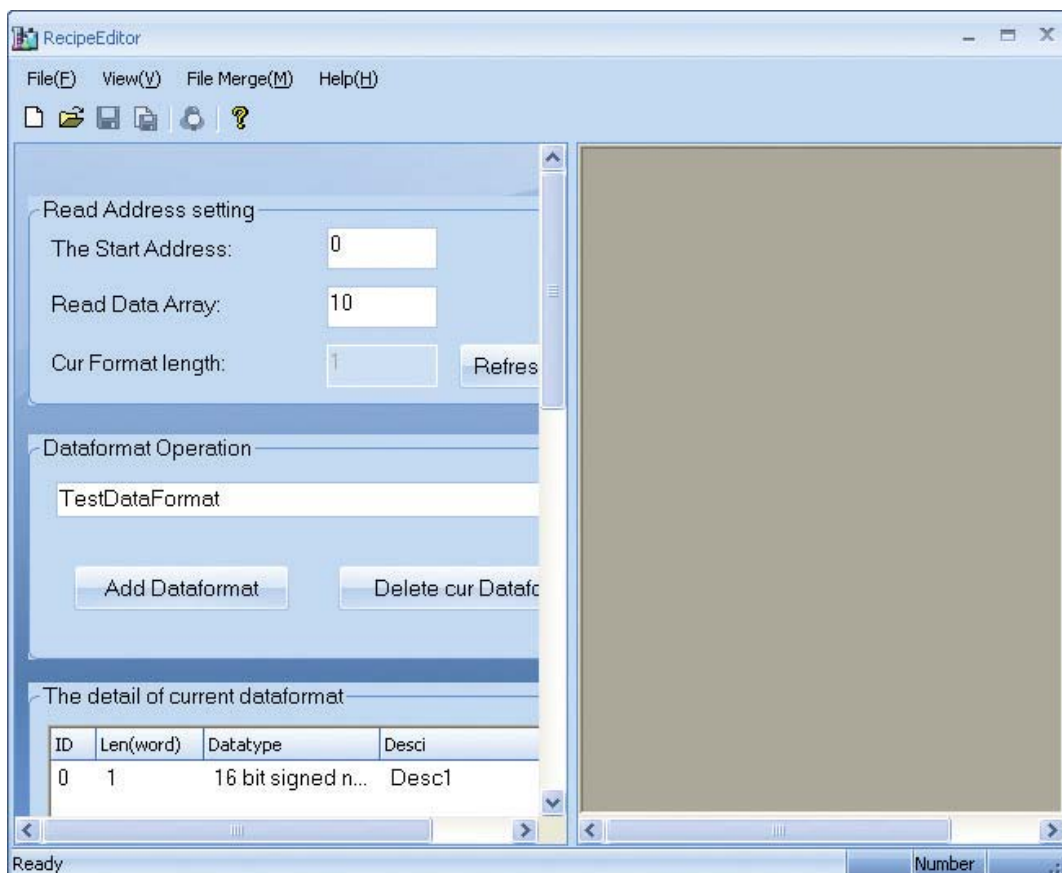 RecipeEditor
File(F) View(V) File Merge(M) Help(H)
Read Address setting
The Start Address: 0
Read Data Array: 10
Cur Format length: 1 Refres
Dataformat Operation
TestDataFormat
Add Dataformat Delete cur Datafo
The detail of current dataformat
ID Len(word) Datatype Desci
0 1 16 bit signed n... Desc1
Ready Number